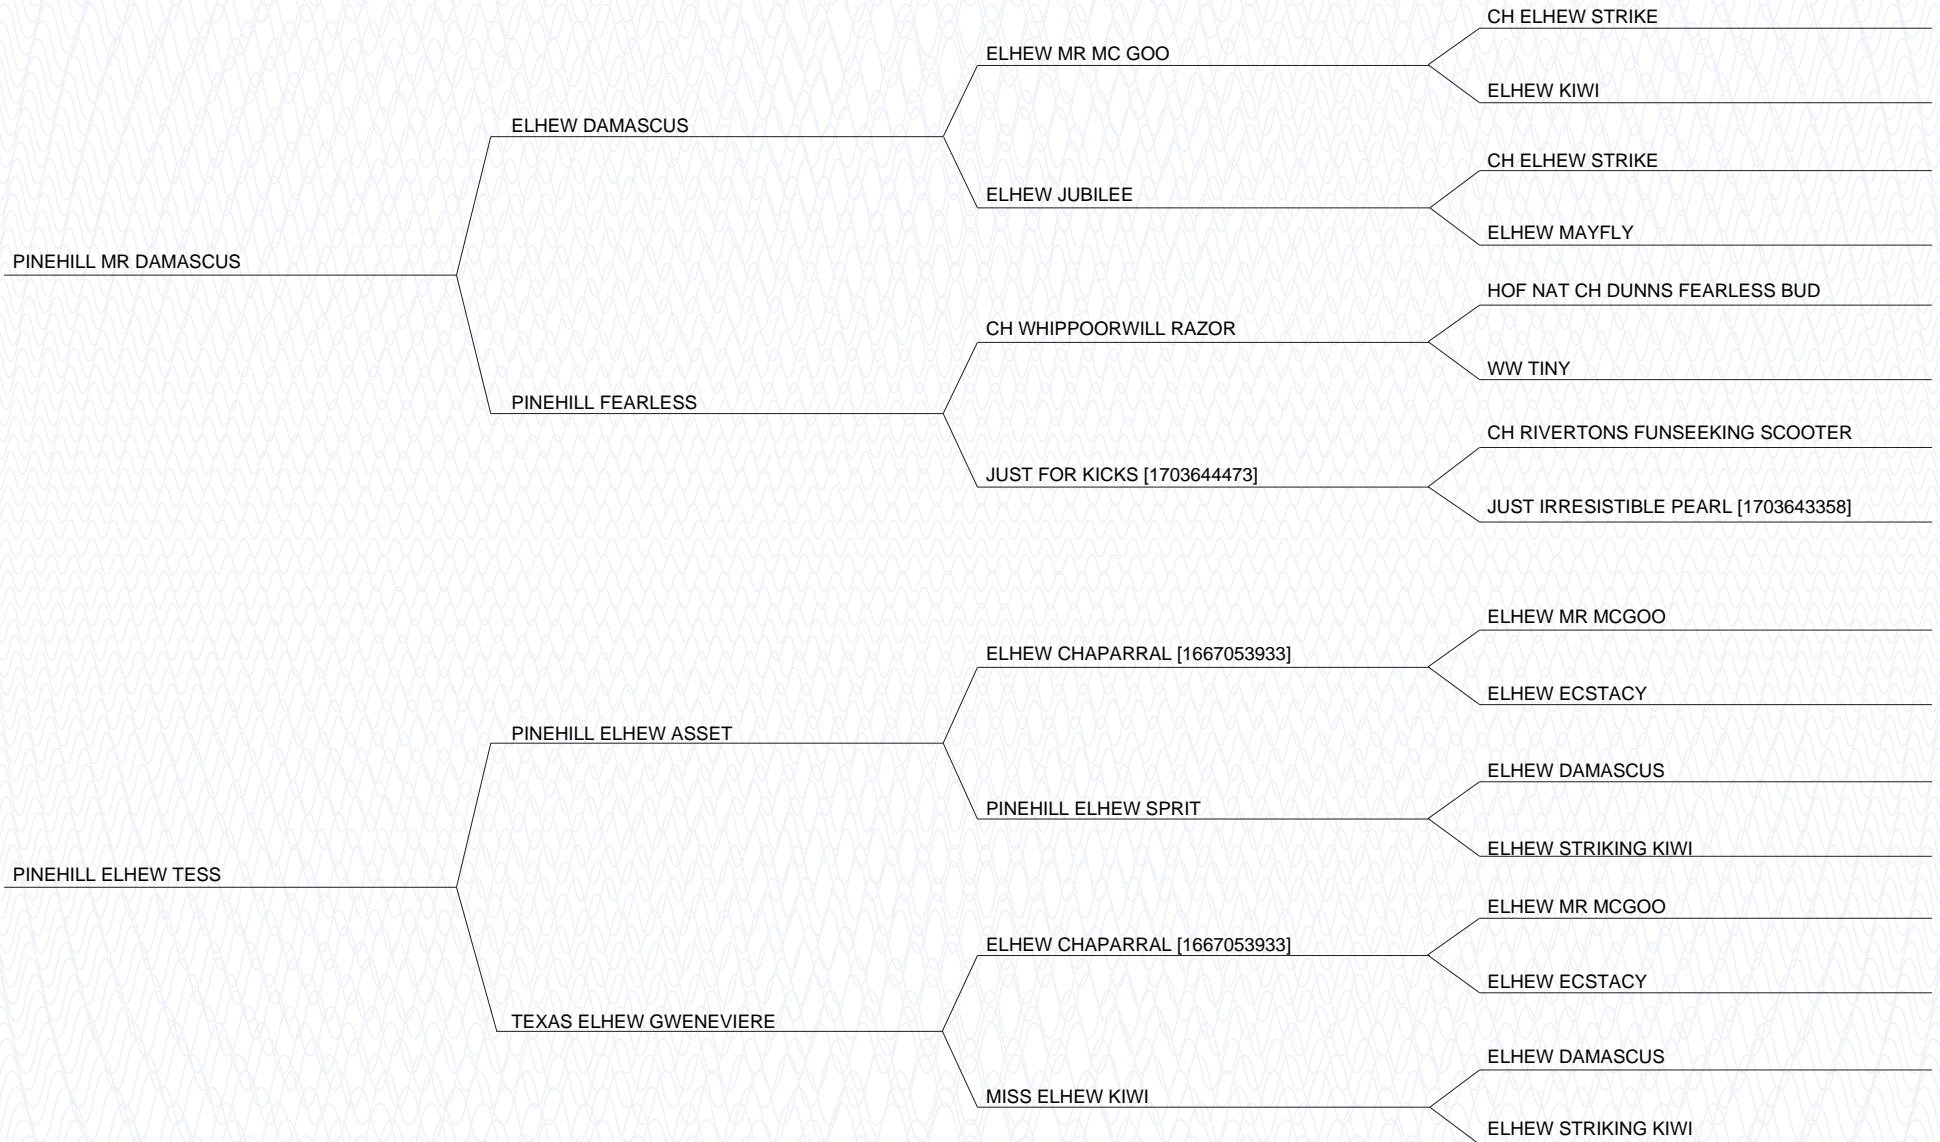 CH ELHEW STRIKE
ELHEW MR MC GOO
ELHEW KIWI
ELHEW DAMASCUS
CH ELHEW STRIKE
ELHEW JUBILEE
ELHEW MAYFLY
PINEHILL MR DAMASCUS
HOF NAT CH DUNNS FEARLESS BUD
CH WHIPPOORWILL RAZOR
WW TINY
PINEHILL FEARLESS
CH RIVERTONS FUNSEEKING SCOOTER
JUST FOR KICKS [1703644473]
JUST IRRESISTIBLE PEARL [1703643358]
ELHEW MR MCGOO
ELHEW CHAPARRAL [1667053933]
ELHEW ECSTACY
PINEHILL ELHEW ASSET
ELHEW DAMASCUS
PINEHILL ELHEW SPRIT
ELHEW STRIKING KIWI
PINEHILL ELHEW TESS
ELHEW MR MCGOO
ELHEW CHAPARRAL [1667053933]
ELHEW ECSTACY
TEXAS ELHEW GWENEVIERE
ELHEW DAMASCUS
MISS ELHEW KIWI
ELHEW STRIKING KIWI